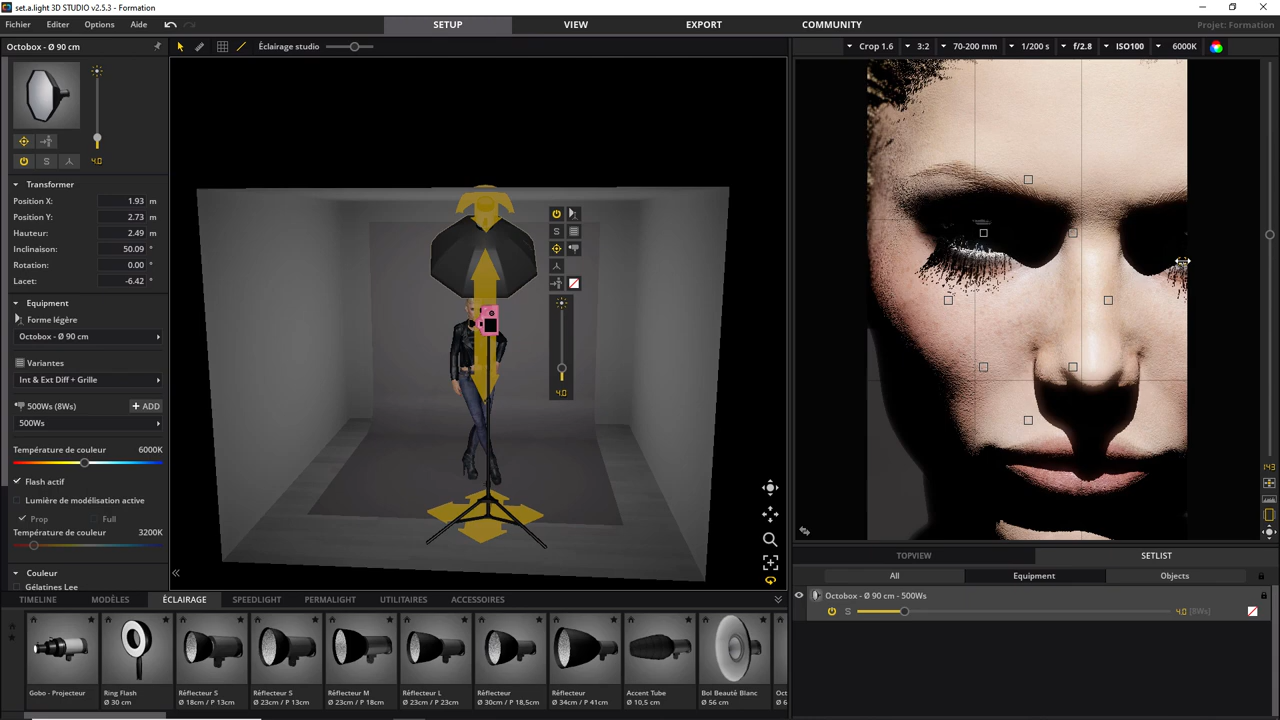 set.a.light 3D STUDIO v2.5.3 - Formation
Fichier Editer Options Aide SETUP VIEW EXPORT COMMUNITY Projet: Formation
Octobox - Ø 90 cm
Éclairage studio
Crop 1.6 3:2 70-200 mm 1/200 s f/2.8 ISO100 6000K
S 4.0
Transformer
Position X: 1.93 m
Position Y: 2.73 m
Hauteur: 2.49 m
Inclinaison: 50.09 °
Rotation: 0.00 °
Lacet: -6.42 °
Equipment
Forme légère
Octobox - Ø 90 cm
Variantes
Int & Ext Diff + Grille
500Ws (8Ws) + ADD
500Ws
Température de couleur 6000K
Flash actif
Lumière de modélisation active
Prop Full
Température de couleur 3200K
Couleur
Gélatines Lee
S
4.0
143
TOPVIEW SETLIST
All Equipment Objects
Octobox - Ø 90 cm - 500Ws
S 4.0 [8Ws]
TIMELINE MODÈLES ÉCLAIRAGE SPEEDLIGHT PERMALIGHT UTILITAIRES ACCESSOIRES
Gobo - Projecteur
Ring Flash
Ø 30 cm
Réflecteur S
Ø 18cm / P 13cm
Réflecteur S
Ø 23cm / P 13cm
Réflecteur M
Ø 23cm / P 18cm
Réflecteur L
Ø 23cm / P 23cm
Réflecteur
Ø 30cm / P 18,5cm
Réflecteur
Ø 34cm / P 41cm
Accent Tube
Ø 10,5 cm
Bol Beauté Blanc
Ø 56 cm